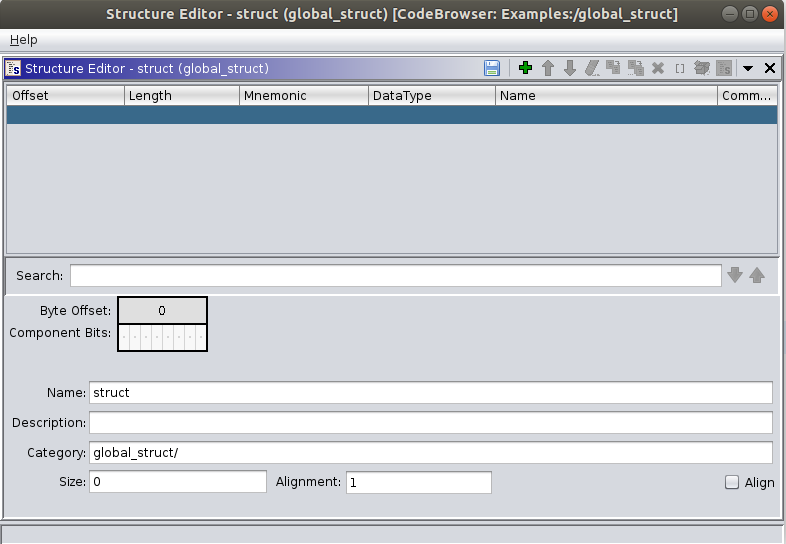 Structure Editor - struct (global_struct) [CodeBrowser: Examples:/global_struct]
Help
Structure Editor - struct (global_struct)
Offset Length Mnemonic DataType Name Comm...
Search:
Byte Offset: 0
Component Bits:
Name: struct
Description:
Category: global_struct/
Size: 0 Alignment: 1 Align